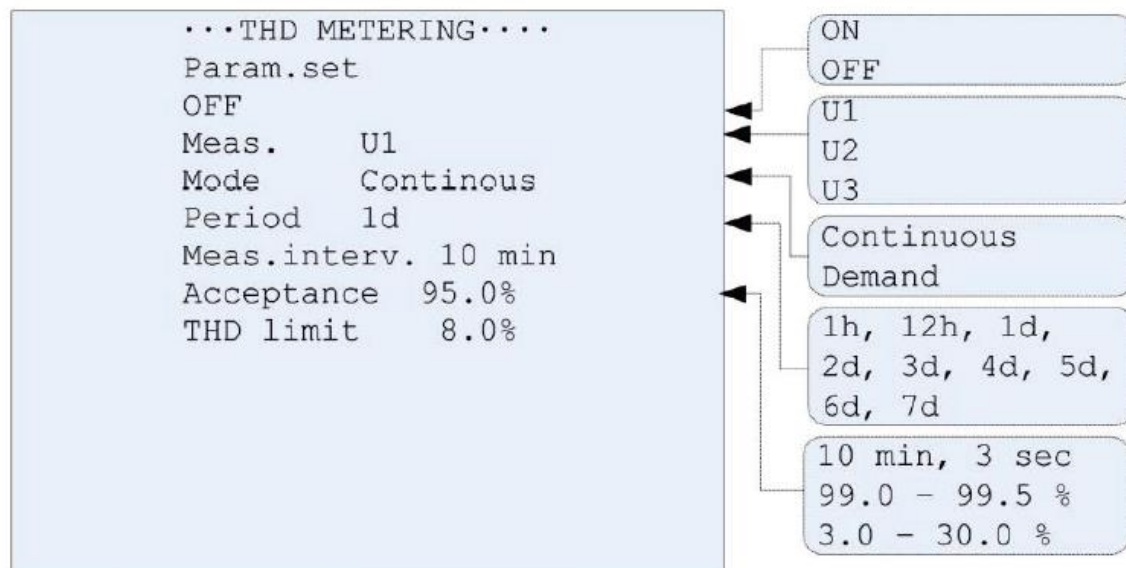 ···THD METERING····
Param.set
OFF
Meas. U1
Mode Continous
Period 1d
Meas.interv. 10 min
Acceptance 95.0%
THD limit 8.0%
ON
OFF
U1
U2
U3
Continuous
Demand
1h, 12h, 1d,
2d, 3d, 4d, 5d,
6d, 7d
10 min, 3 sec
99.0 – 99.5 %
3.0 – 30.0 %